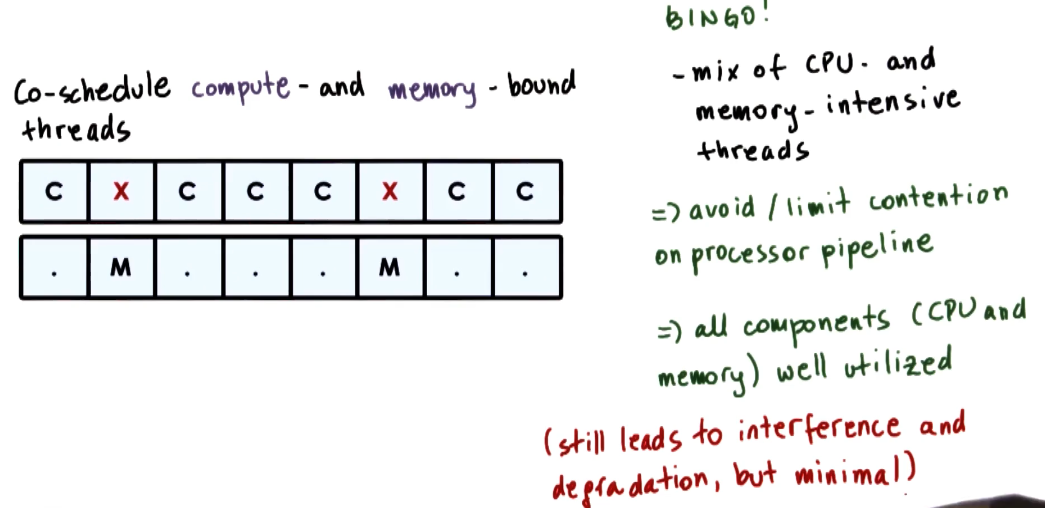 Co-schedule compute - and memory - bound
threads
C X C C C X C C
. M . . . M . .
BINGO!
- mix of CPU - and
memory - intensive
threads
=) avoid / limit contention
on processor pipeline
=) all components (CPU and
memory) well utilized
(still leads to interference and
degradation, but minimal)